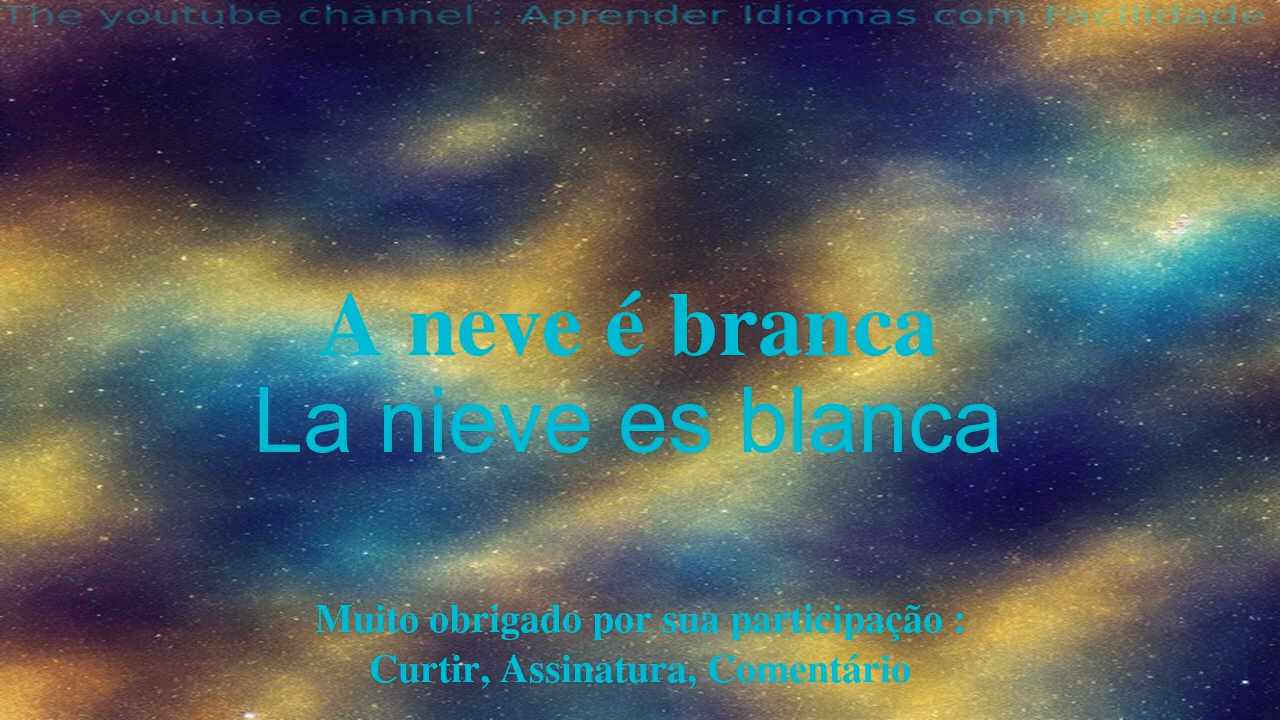 The youtube channel : Aprender Idiomas com Facilidade
A neve é branca
La nieve es blanca
Muito obrigado por sua participação :
Curtir, Assinatura, Comentário